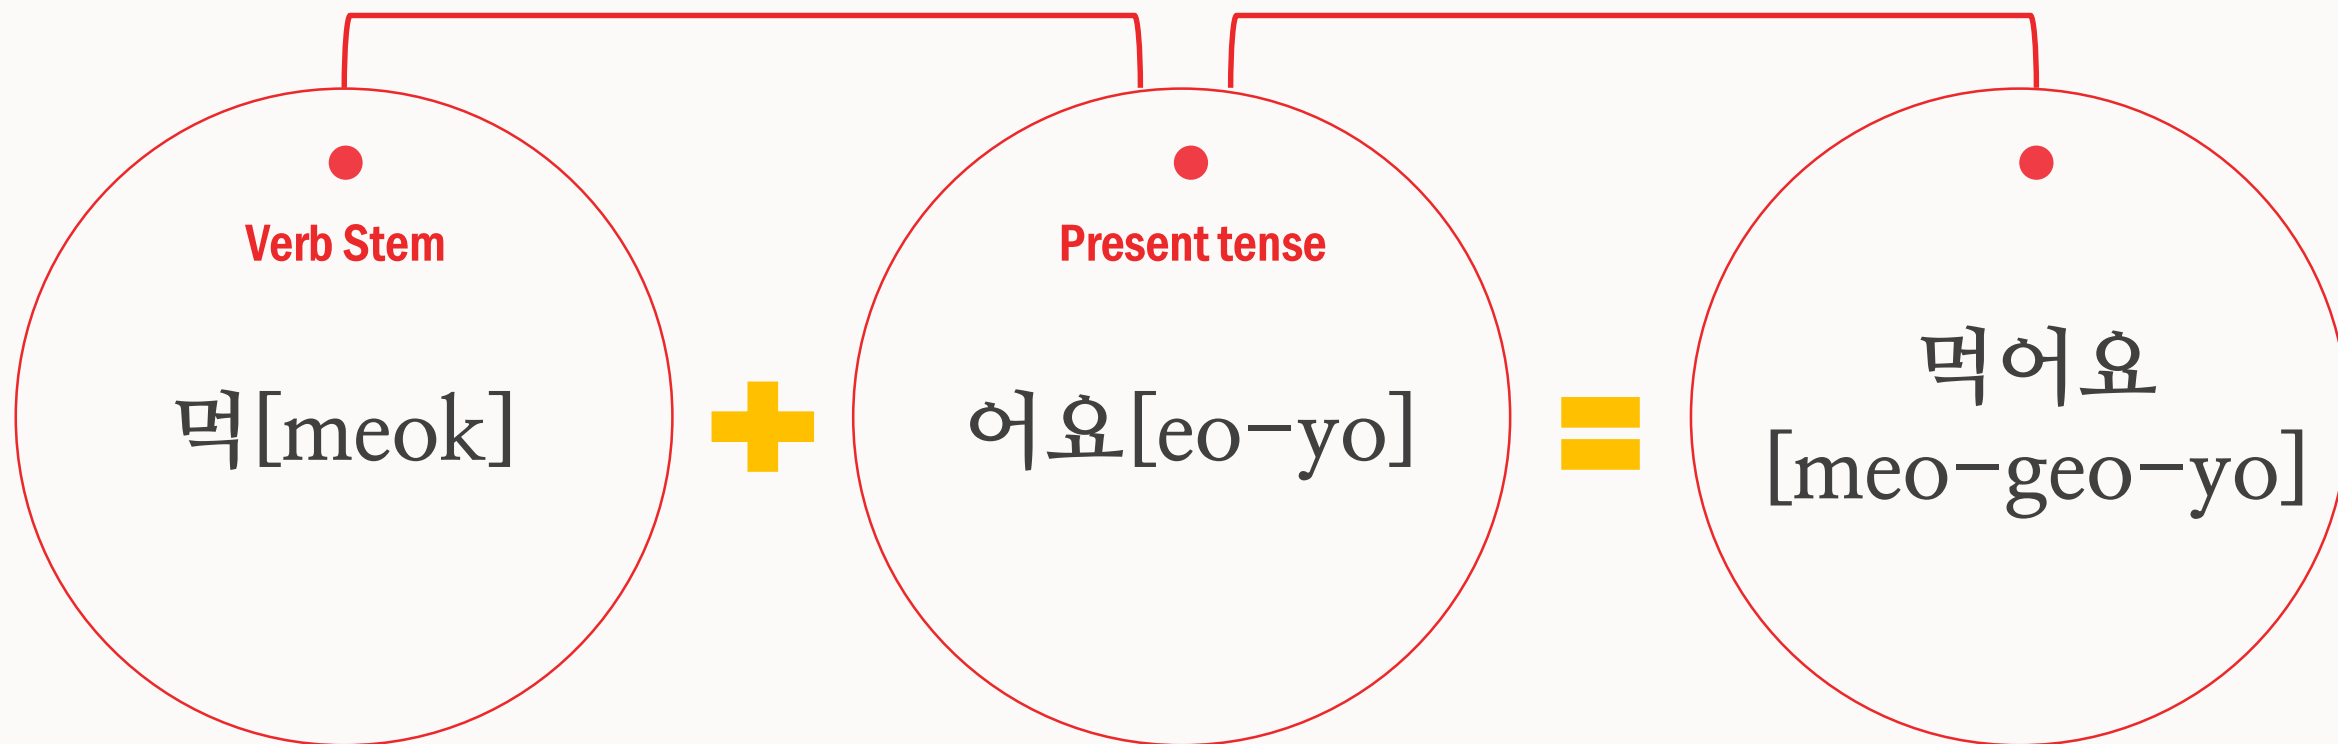 Verb Stem
먹[meok]
Present tense
어요[eo-yo]
먹어요
[meo-geo-yo]